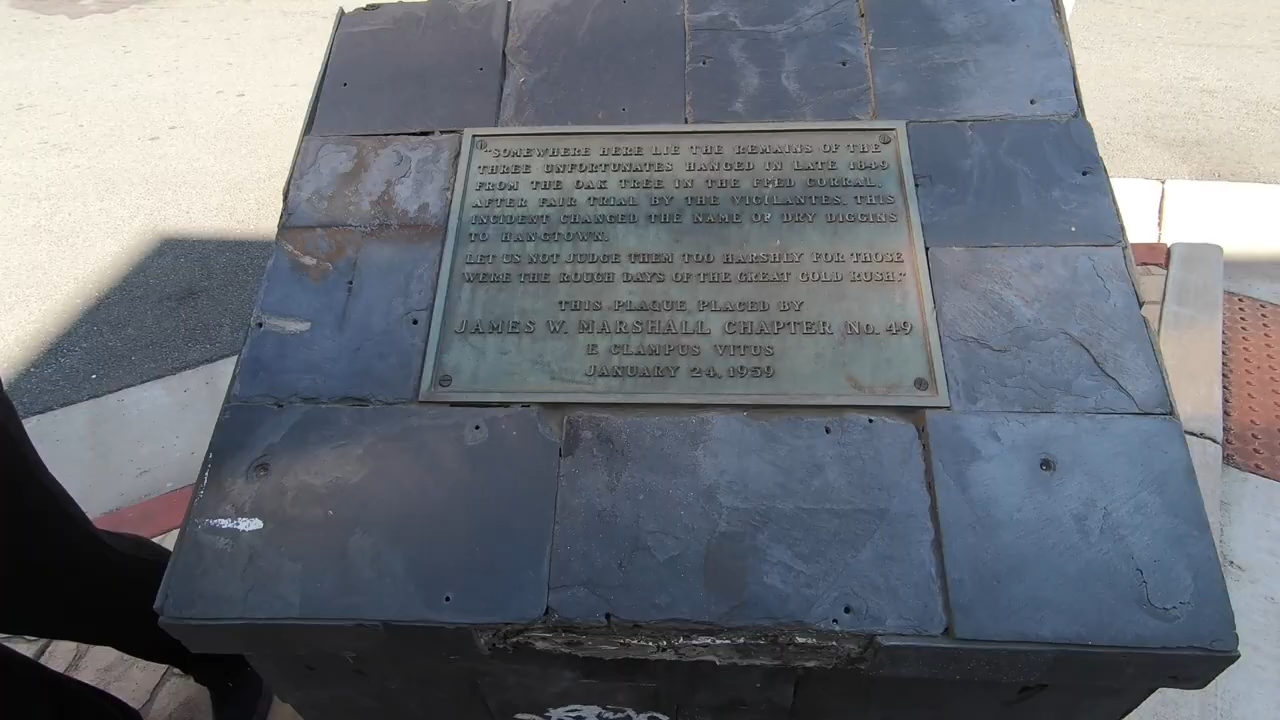 "SOMEWHERE HERE LIE THE REMAINS OF THE
THREE UNFORTUNATES HANGED IN LATE 1849
FROM THE OAK TREE IN THE FEED CORRAL,
AFTER FAIR TRIAL BY THE VIGILANTES. THIS
INCIDENT CHANGED THE NAME OF DRY DIGGINS
TO HANGTOWN.
LET US NOT JUDGE THEM TOO HARSHLY FOR THOSE
WERE THE ROUGH DAYS OF THE GREAT GOLD RUSH."
THIS PLAQUE PLACED BY
JAMES W. MARSHALL CHAPTER No. 49
E CLAMPUS VITUS
JANUARY 24, 1959